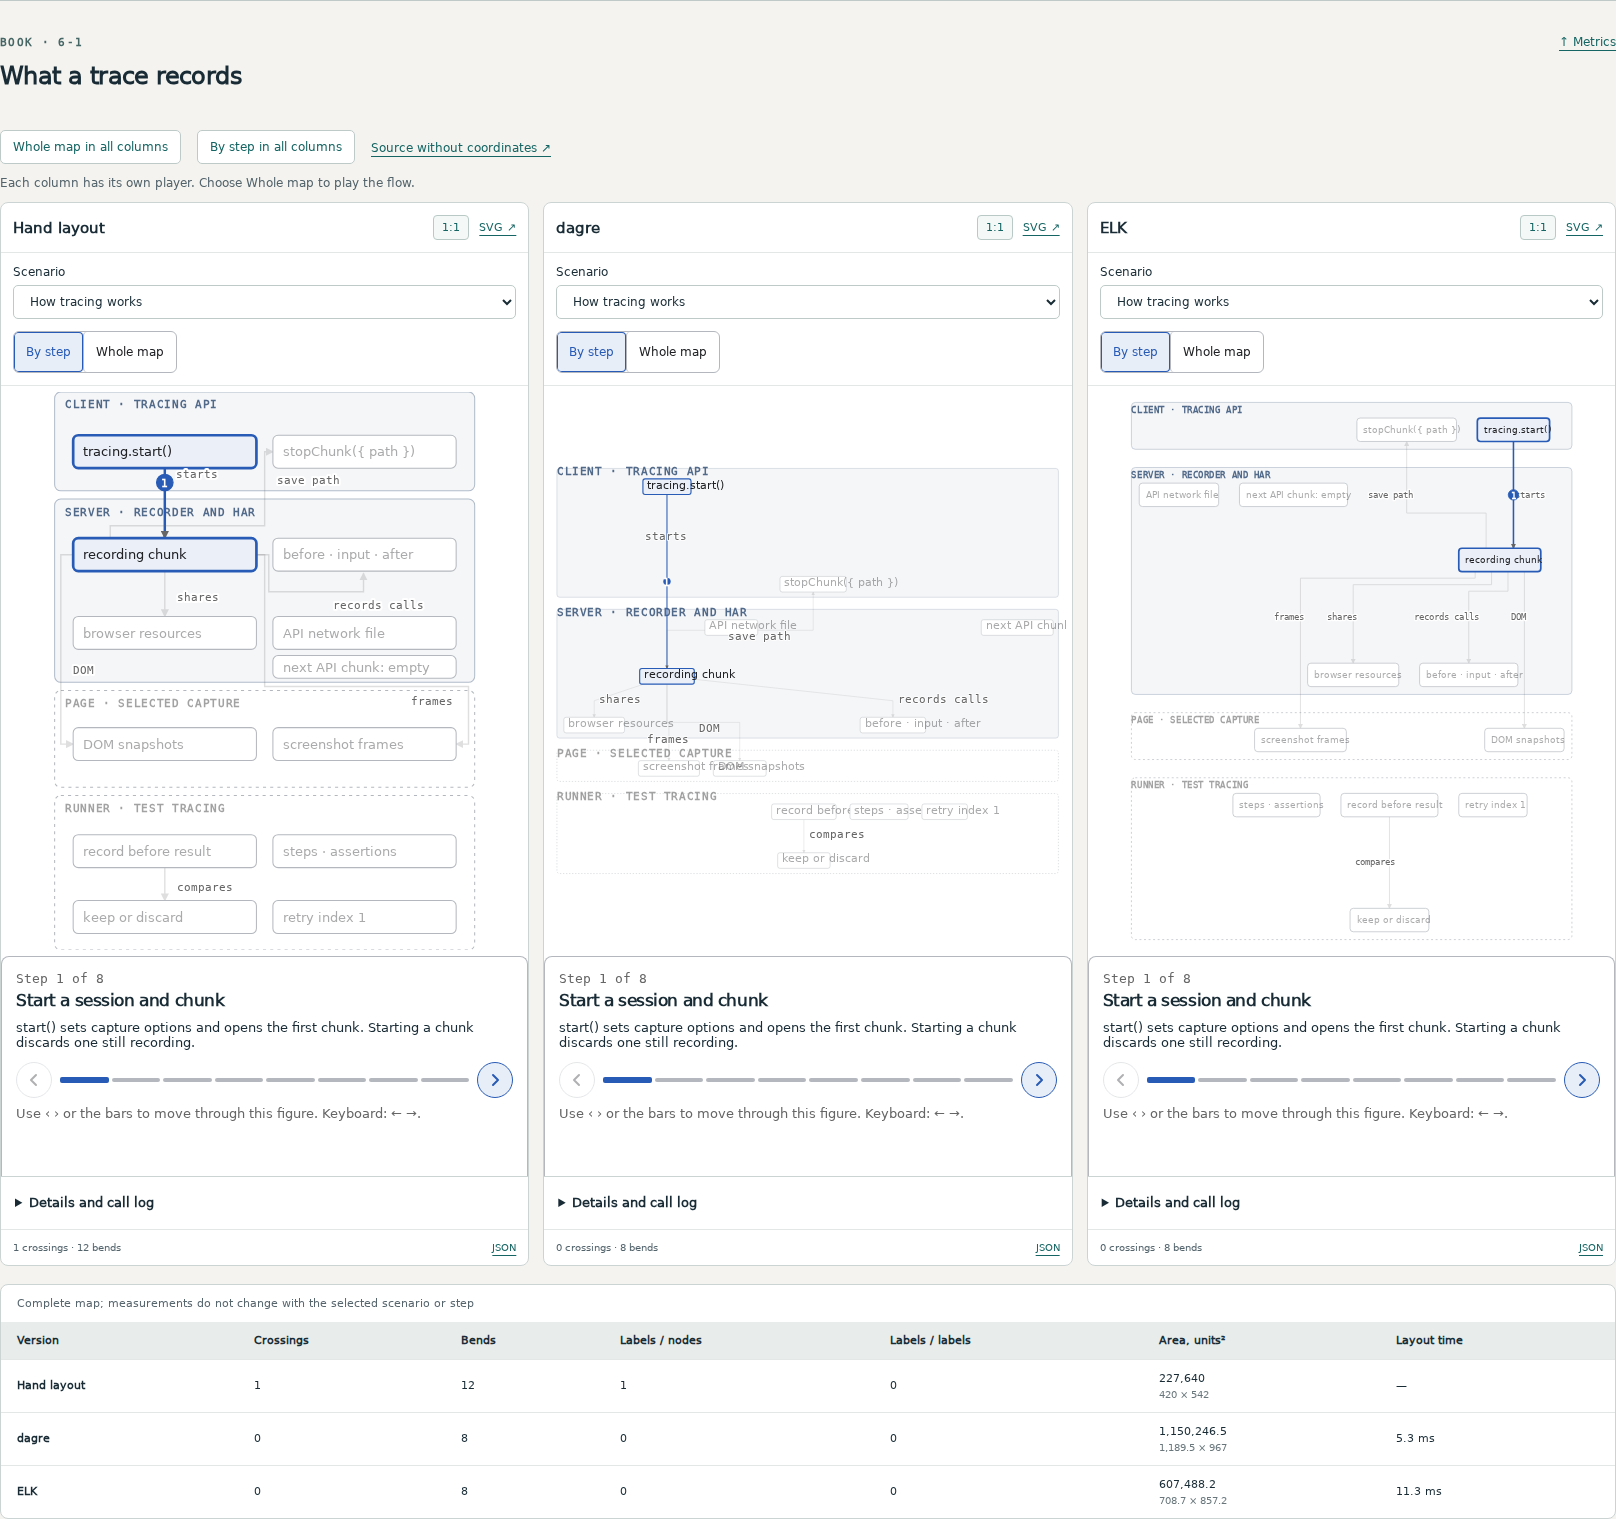 BOOK · 6-1
↑ Metrics
What a trace records
Whole map in all columns
By step in all columns
Source without coordinates ↗
Each column has its own player. Choose Whole map to play the flow.
Hand layout
1:1
SVG ↗
Scenario
How tracing works
By step
Whole map
CLIENT · TRACING API
tracing.start()
stopChunk({ path })
1
starts
save path
SERVER · RECORDER AND HAR
recording chunk
before · input · after
shares
records calls
browser resources
API network file
next API chunk: empty
DOM
PAGE · SELECTED CAPTURE
frames
DOM snapshots
screenshot frames
RUNNER · TEST TRACING
record before result
steps · assertions
compares
keep or discard
retry index 1
Step 1 of 8
Start a session and chunk
start() sets capture options and opens the first chunk. Starting a chunk
discards one still recording.
Use ‹ › or the bars to move through this figure. Keyboard: ← →.
Details and call log
1 crossings · 12 bends
JSON
dagre
1:1
SVG ↗
Scenario
How tracing works
By step
Whole map
CLIENT · TRACING API
tracing.start()
starts
stopChunk({ path })
SERVER · RECORDER AND HAR
API network file
next API chunl
save path
recording chunk
shares
records calls
browser resources
DOM
before · input · after
frames
PAGE · SELECTED CAPTURE
screenshot frames
snapshots
RUNNER · TEST TRACING
record before
steps · asse
retry index 1
compares
keep or discard
Step 1 of 8
Start a session and chunk
start() sets capture options and opens the first chunk. Starting a chunk
discards one still recording.
Use ‹ › or the bars to move through this figure. Keyboard: ← →.
Details and call log
0 crossings · 8 bends
JSON
ELK
1:1
SVG ↗
Scenario
How tracing works
By step
Whole map
CLIENT · TRACING API
stopChunk({ path })
tracing.start()
SERVER · RECORDER AND HAR
API network file
next API chunk: empty
save path
1
tarts
recording chunk
frames
shares
records calls
DOM
browser resources
before · input · after
PAGE · SELECTED CAPTURE
screenshot frames
DOM snapshots
RUNNER · TEST TRACING
steps · assertions
record before result
retry index 1
compares
keep or discard
Step 1 of 8
Start a session and chunk
start() sets capture options and opens the first chunk. Starting a chunk
discards one still recording.
Use ‹ › or the bars to move through this figure. Keyboard: ← →.
Details and call log
0 crossings · 8 bends
JSON
Complete map; measurements do not change with the selected scenario or step
Version Crossings Bends Labels / nodes Labels / labels Area, units² Layout time
Hand layout 1 12 1 0 227,640 —
420 × 542
dagre 0 8 0 0 1,150,246.5 5.3 ms
1,189.5 × 967
ELK 0 8 0 0 607,488.2 11.3 ms
708.7 × 857.2